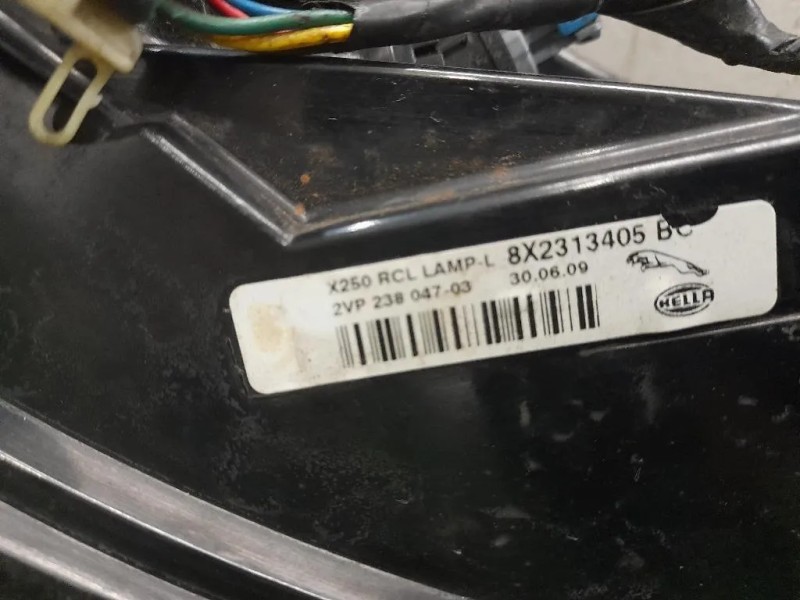 X250 RCL LAMP-L 8X2313405 BC
2VP 238 047-03 30.06.09
HELLA